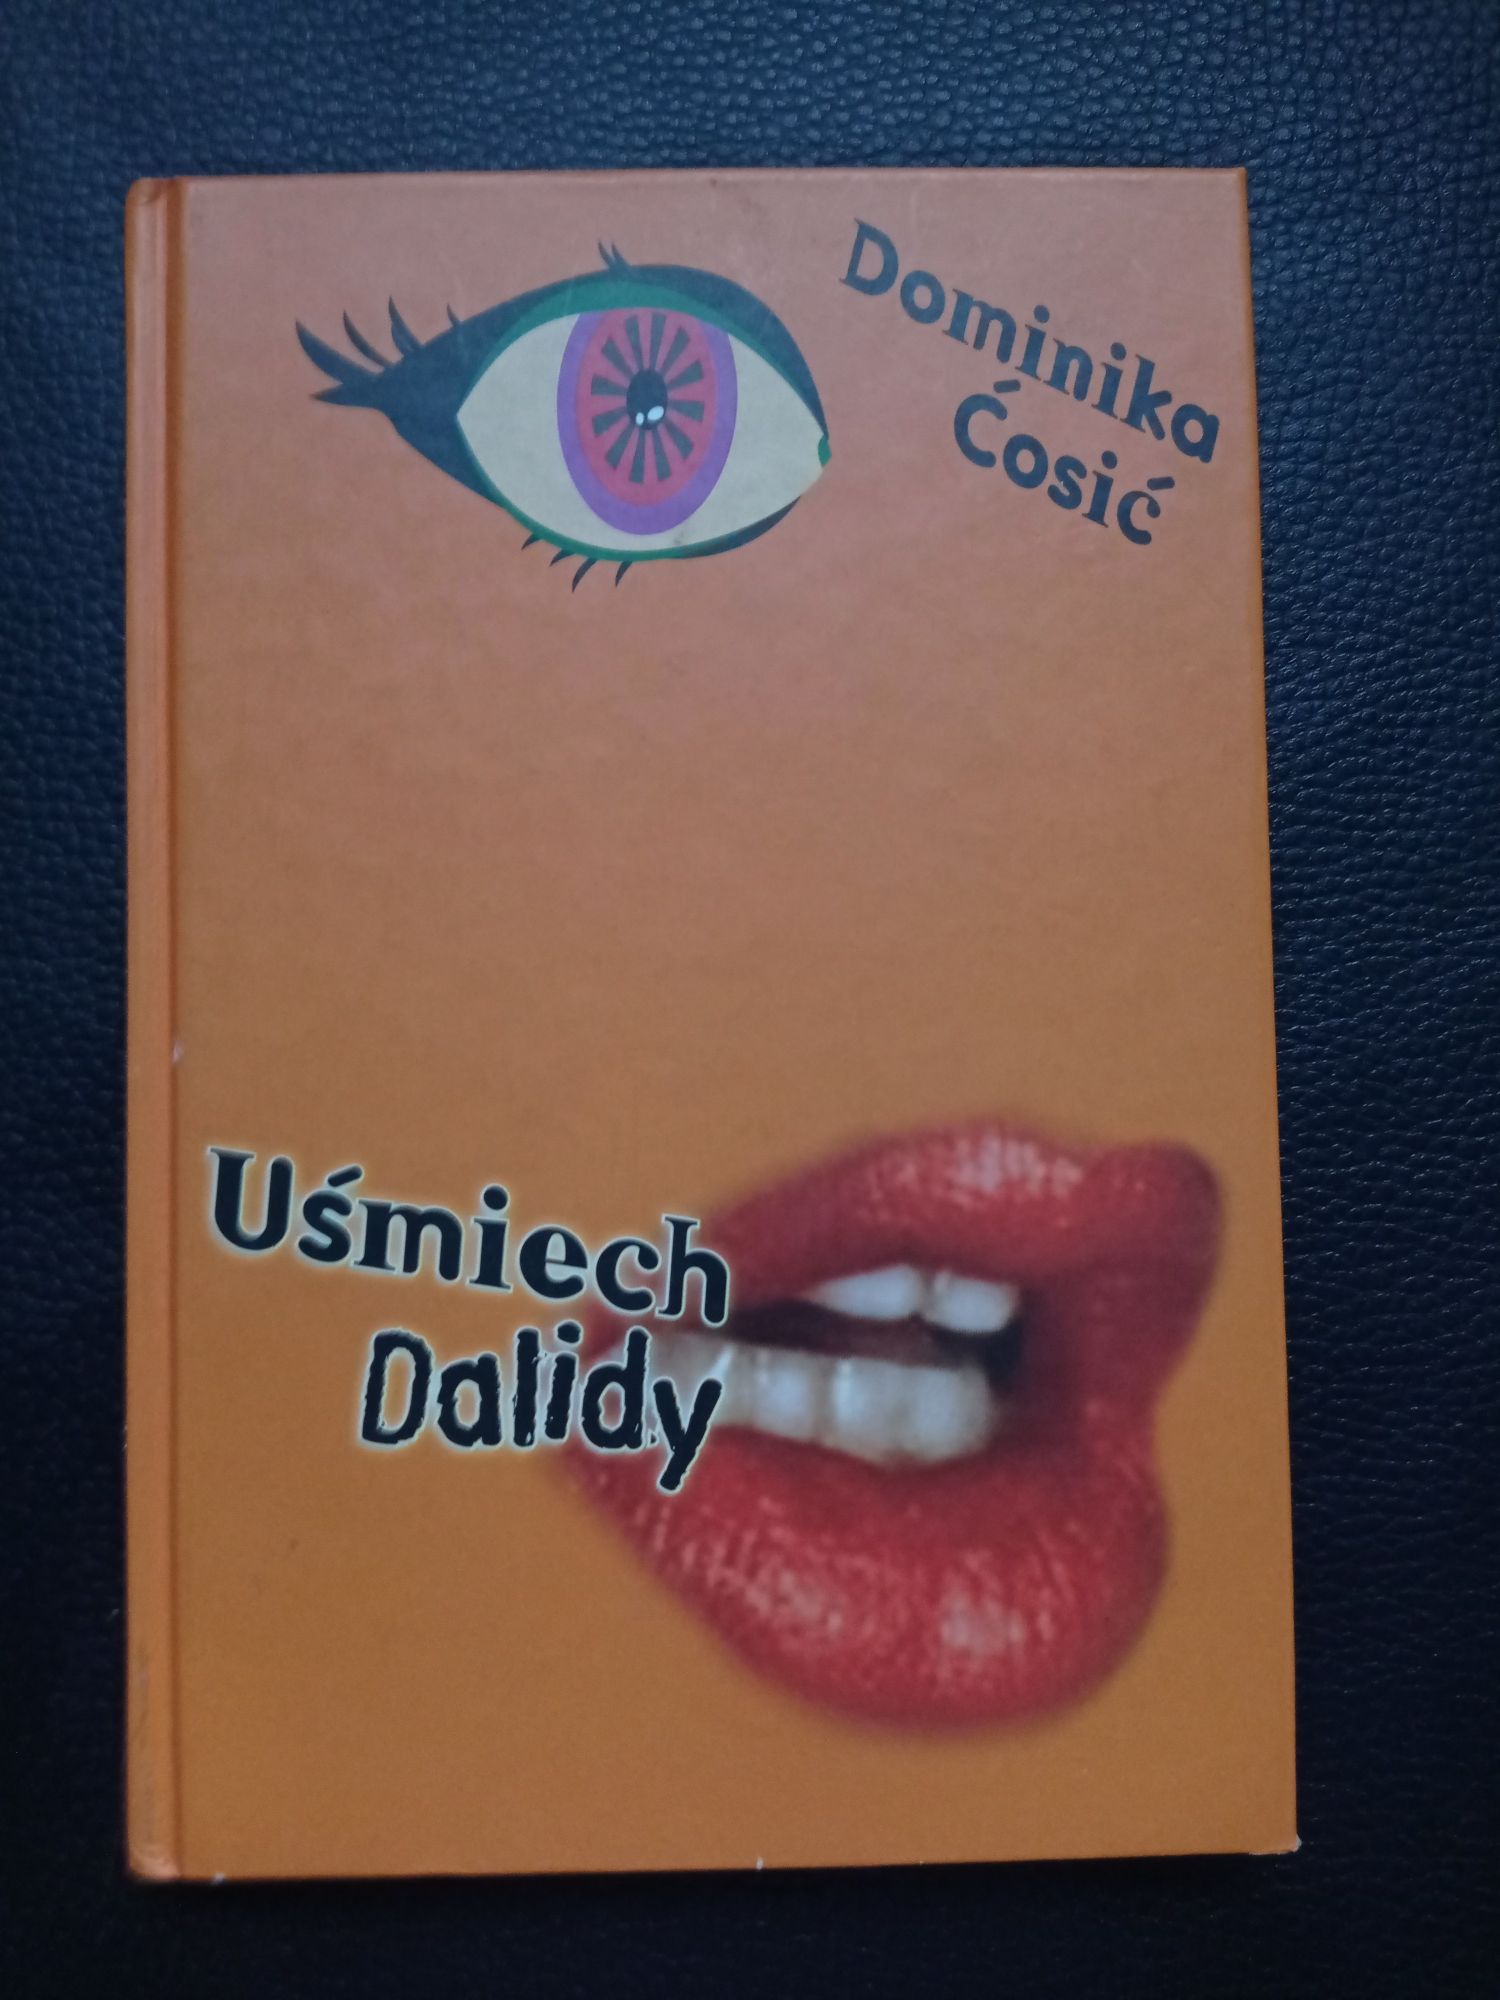 Dominika
Ćosić
Uśmiech
Dalidy